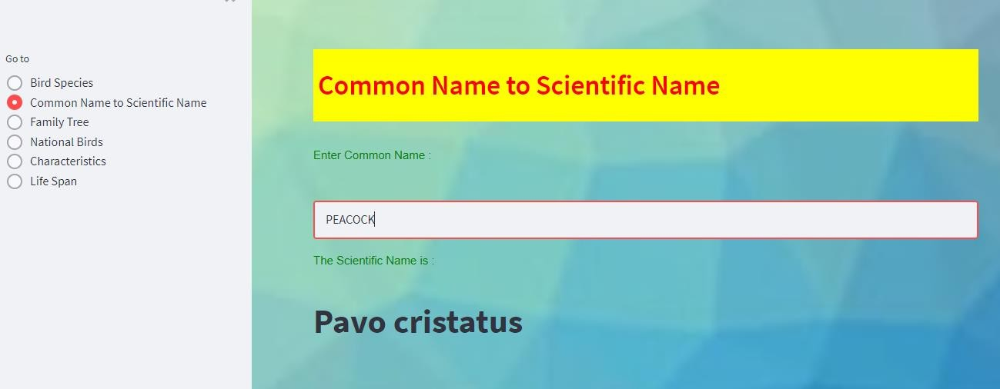 Go to
Bird Species
Common Name to Scientific Name
Family Tree
National Birds
Characteristics
Life Span
Common Name to Scientific Name
Enter Common Name :
PEACOCK
The Scientific Name is :
Pavo cristatus